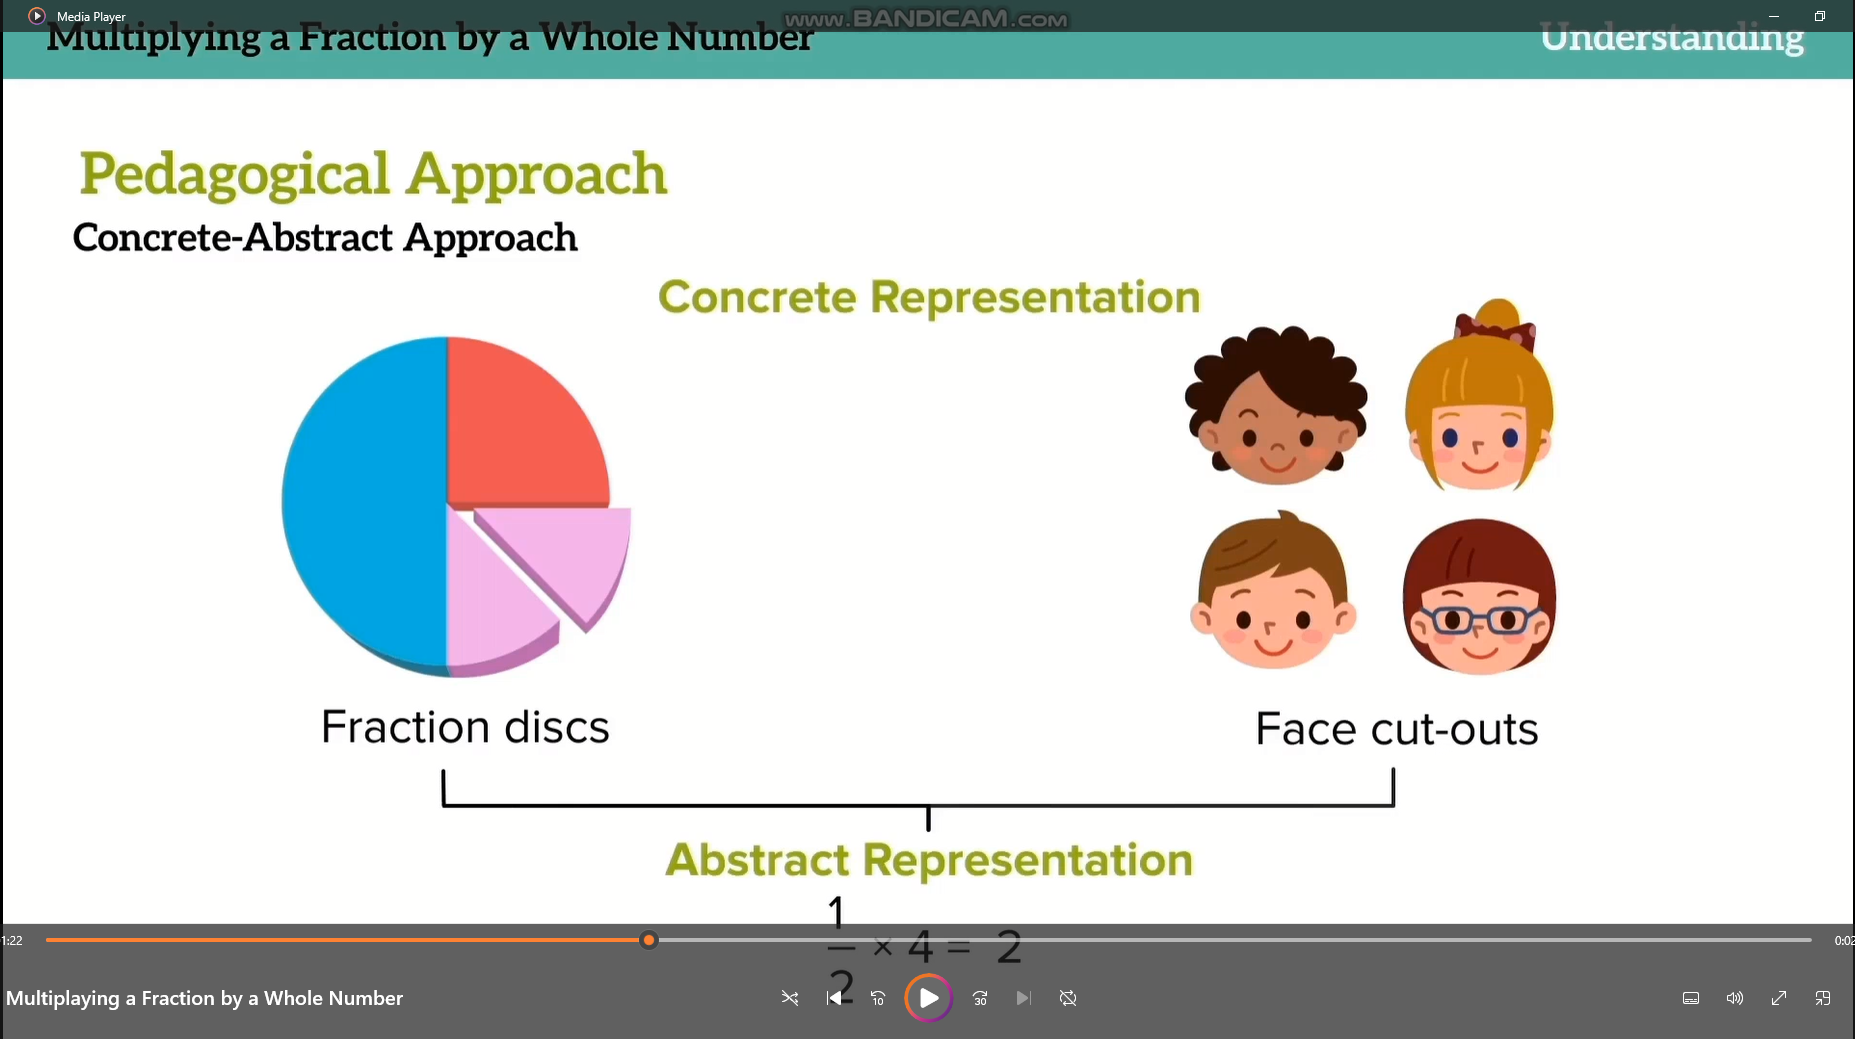 Media Player
www.BANDICAM.com
Multiplying a Fraction by a Whole Number
Understanding
Pedagogical Approach
Concrete-Abstract Approach
Concrete Representation
Fraction discs
Face cut-outs
Abstract Representation
1
× 4 = 2
2
1:22
0:02
Multiplaying a Fraction by a Whole Number
10
30